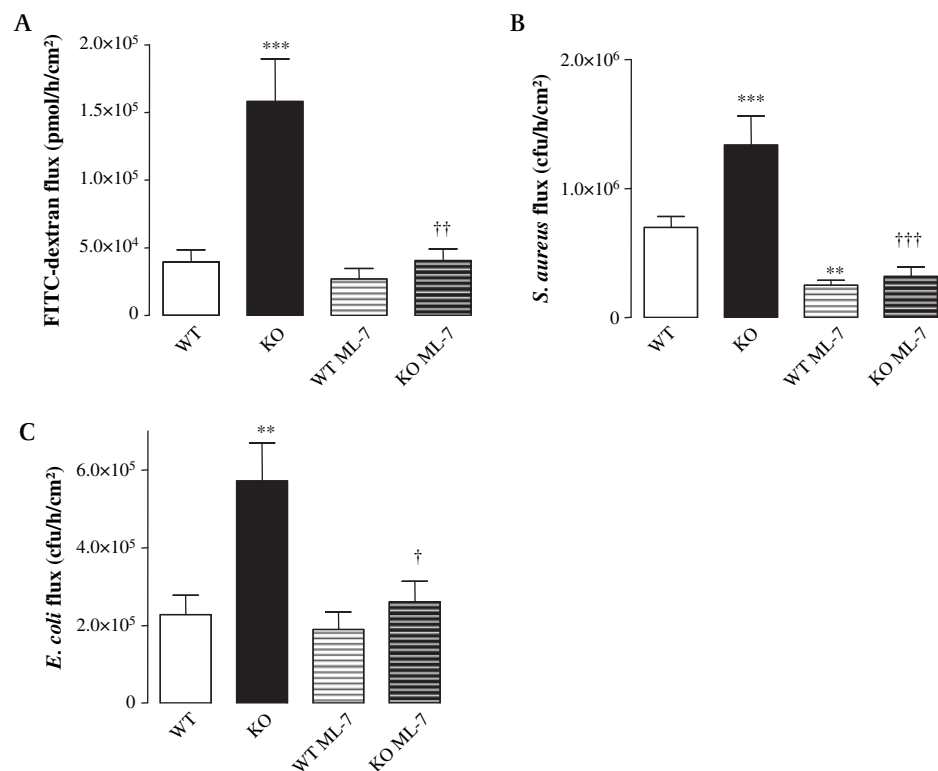 A
FITC-dextran flux (pmol/h/cm²)
2.0×10⁵
1.5×10⁵
1.0×10⁵
5.0×10⁴
0
***
††
WT
KO
WT ML-7
KO ML-7
B
S. aureus flux (cfu/h/cm²)
2.0×10⁶
1.0×10⁶
0
***
**
†††
WT
KO
WT ML-7
KO ML-7
C
E. coli flux (cfu/h/cm²)
6.0×10⁵
4.0×10⁵
2.0×10⁵
0
**
†
WT
KO
WT ML-7
KO ML-7